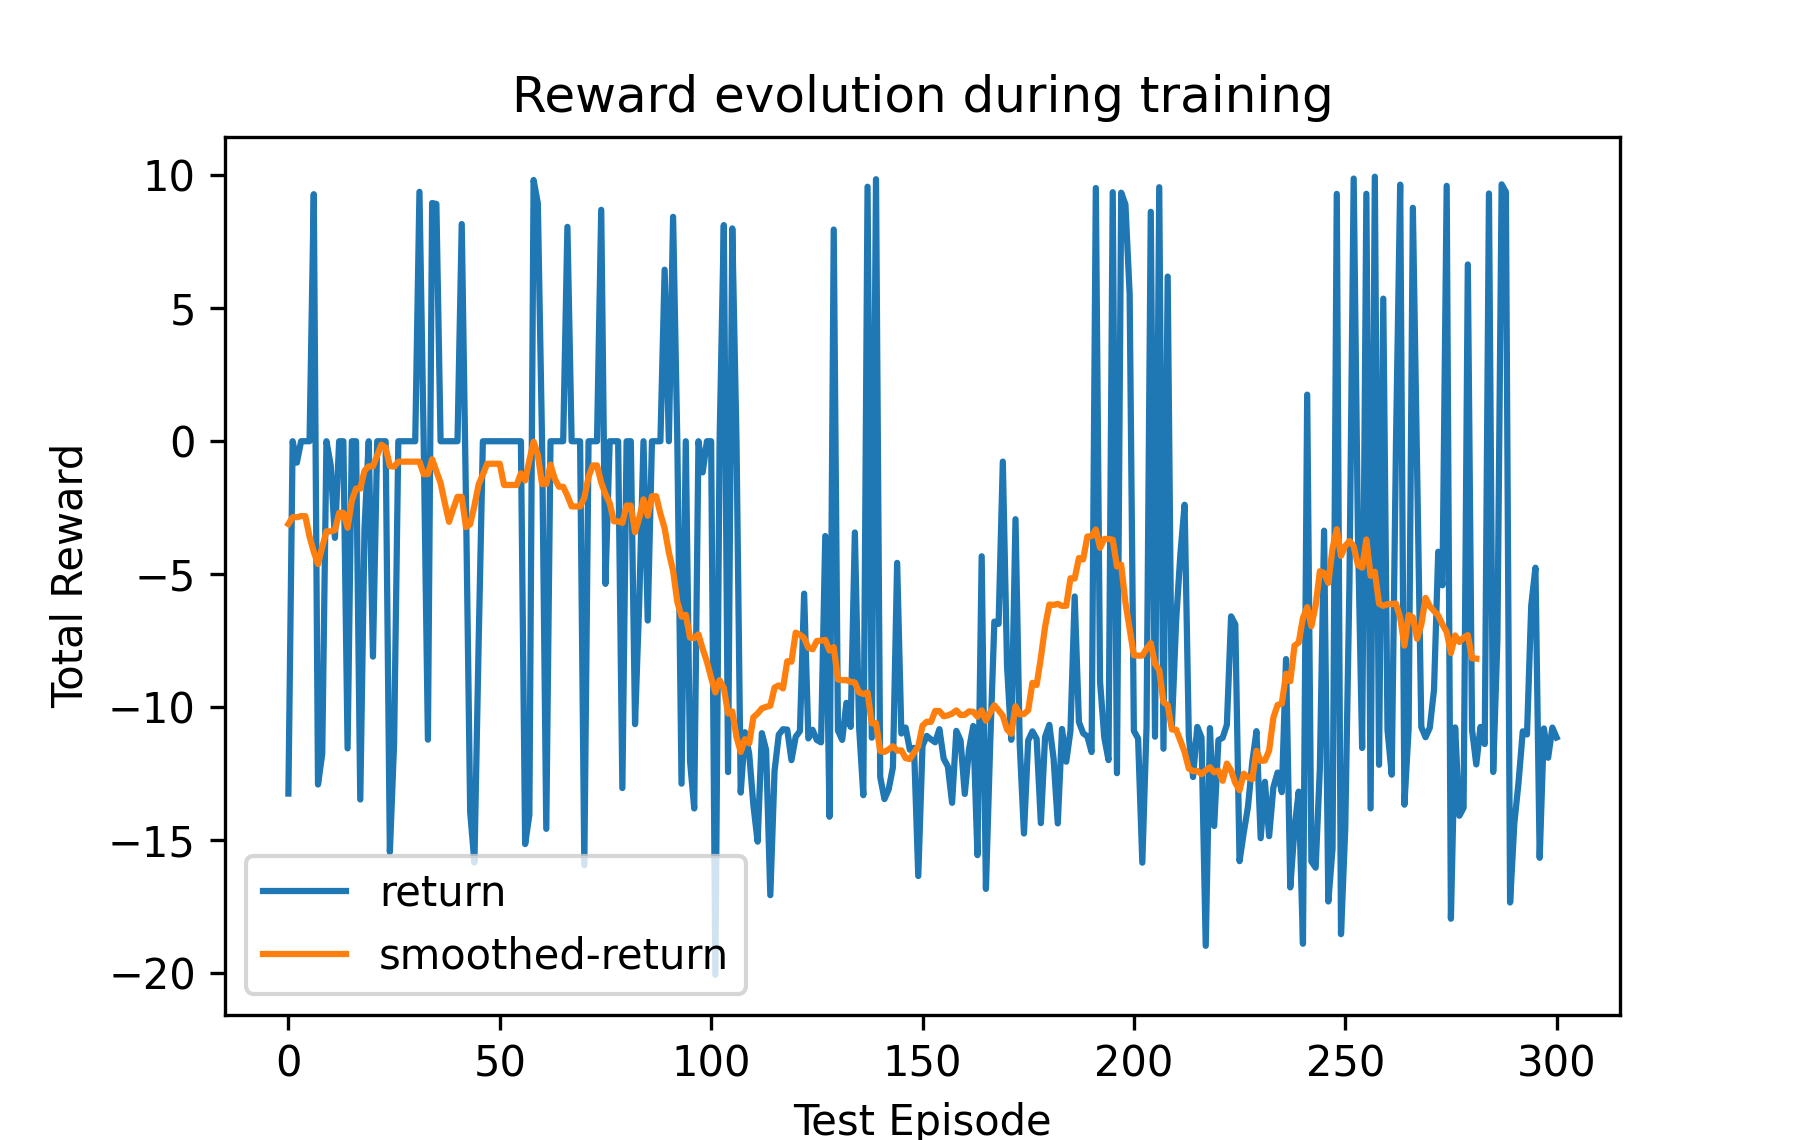 Reward evolution during training
10
5
0
−5
−10
−15
−20
Total Reward
return
smoothed-return
0 50 100 150 200 250 300
Test Episode